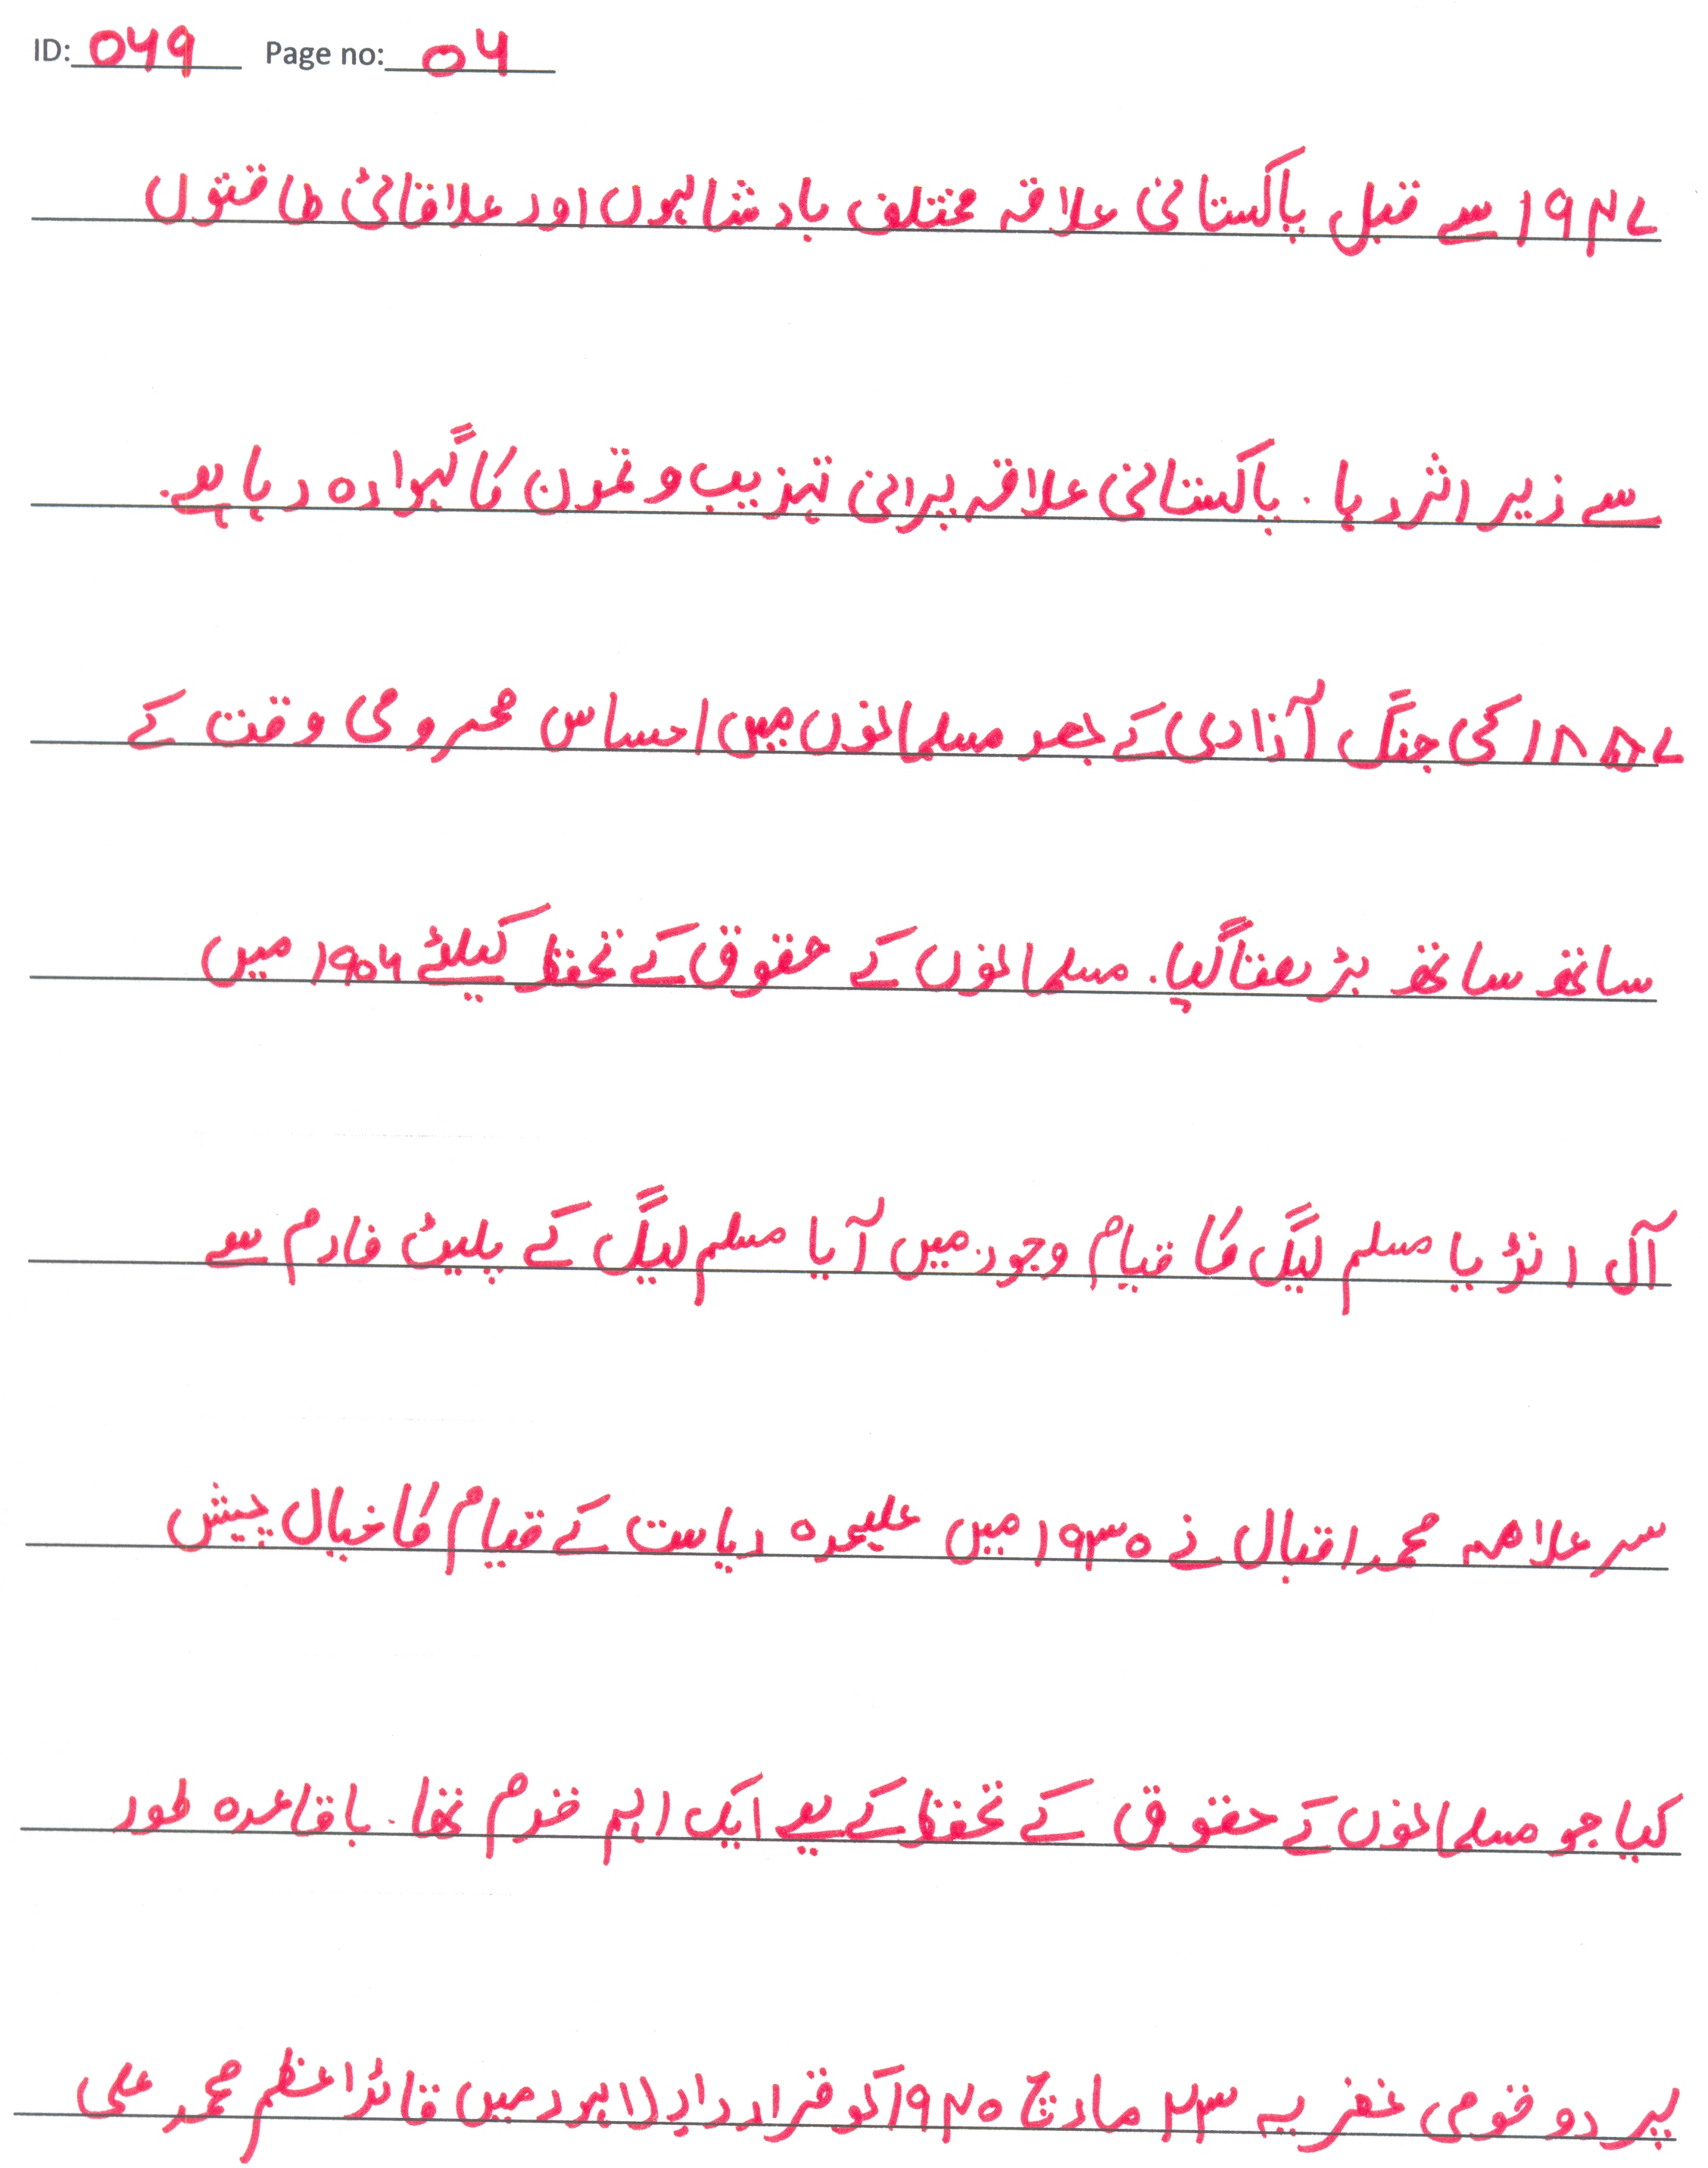 ID: 049 Page no: 04
۱۹۴۷ سے قبل پاکستانی علاقہ مختلف بادشاہوں اور علاقائی طاقتوں
سے زیر اثر رہا۔ پاکستانی علاقہ پرانی تہذیب و تمدن کا گہوارہ رہا ہے۔
۱۸۵۷ کی جنگ آزادی کے بعد مسلمانوں میں احساس محرومی وقت کے
ساتھ ساتھ بڑھتا گیا۔ مسلمانوں کے حقوق کے تحفظ کیلئے ۱۹۰۶ میں
آل انڈیا مسلم لیگ کا قیام وجود میں آیا مسلم لیگ کے پلیٹ فارم سے
سر علامہ محمد اقبال نے ۱۹۳۰ میں علیحدہ ریاست کے قیام کا خیال پیش
کیا جو مسلمانوں کے حقوق کے تحفظ کے لیے ایک اہم قدم تھا۔ باقاعدہ طور
پر دو قومی نظریہ ۲۳ مارچ ۱۹۴۰ کو قرارداد لاہور میں قائداعظم محمد علی